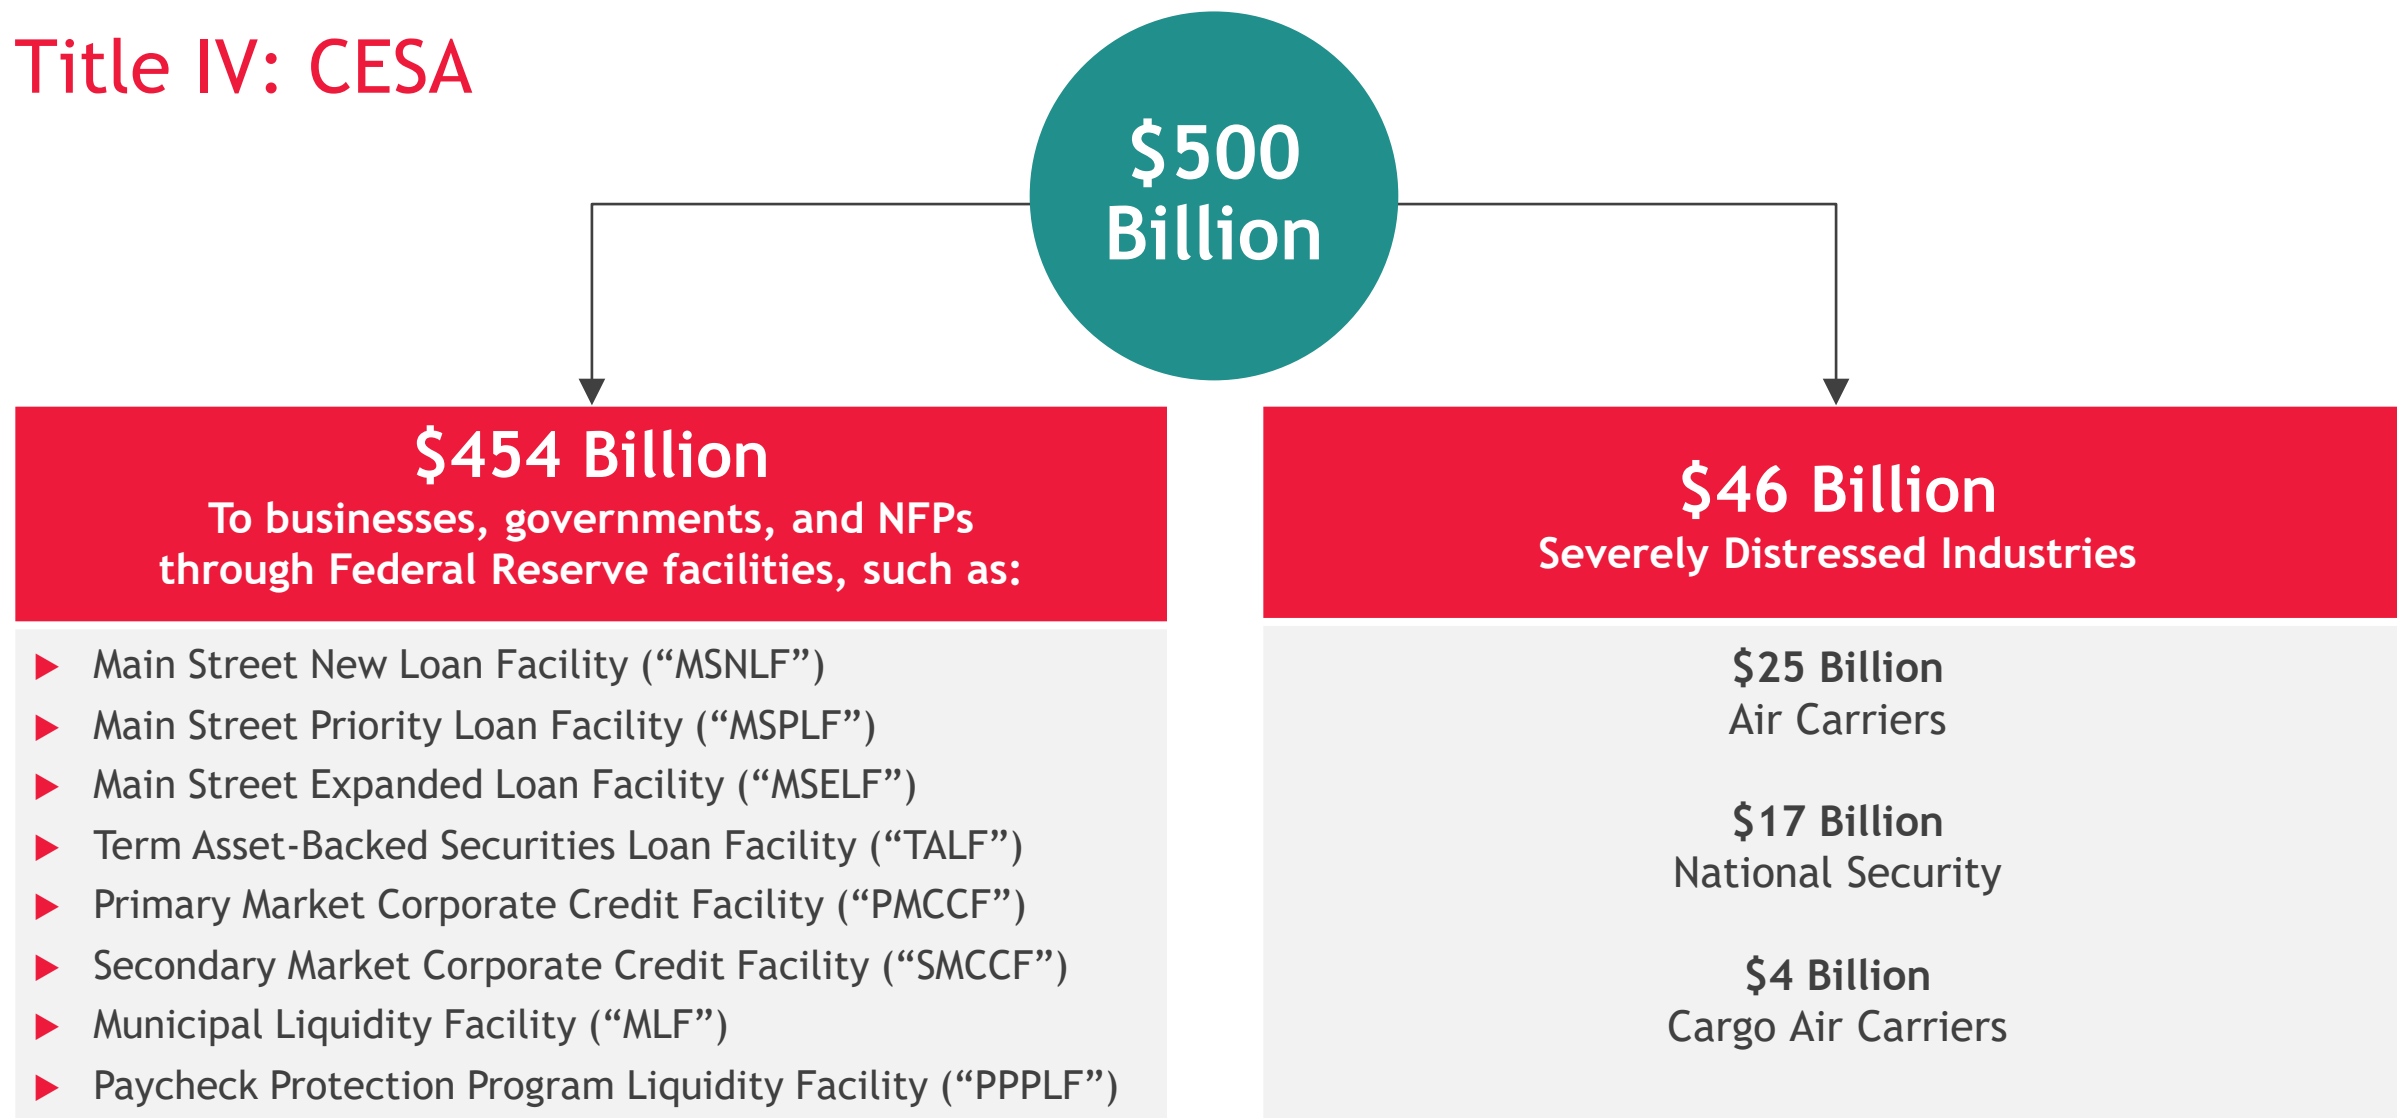 Title IV: CESA
$500
Billion
$454 Billion
To businesses, governments, and NFPs
through Federal Reserve facilities, such as:
Main Street New Loan Facility (“MSNLF”)
Main Street Priority Loan Facility (“MSPLF”)
Main Street Expanded Loan Facility (“MSELF”)
Term Asset-Backed Securities Loan Facility (“TALF”)
Primary Market Corporate Credit Facility (“PMCCF”)
Secondary Market Corporate Credit Facility (“SMCCF”)
Municipal Liquidity Facility (“MLF”)
Paycheck Protection Program Liquidity Facility (“PPPLF”)
$46 Billion
Severely Distressed Industries
$25 Billion
Air Carriers
$17 Billion
National Security
$4 Billion
Cargo Air Carriers